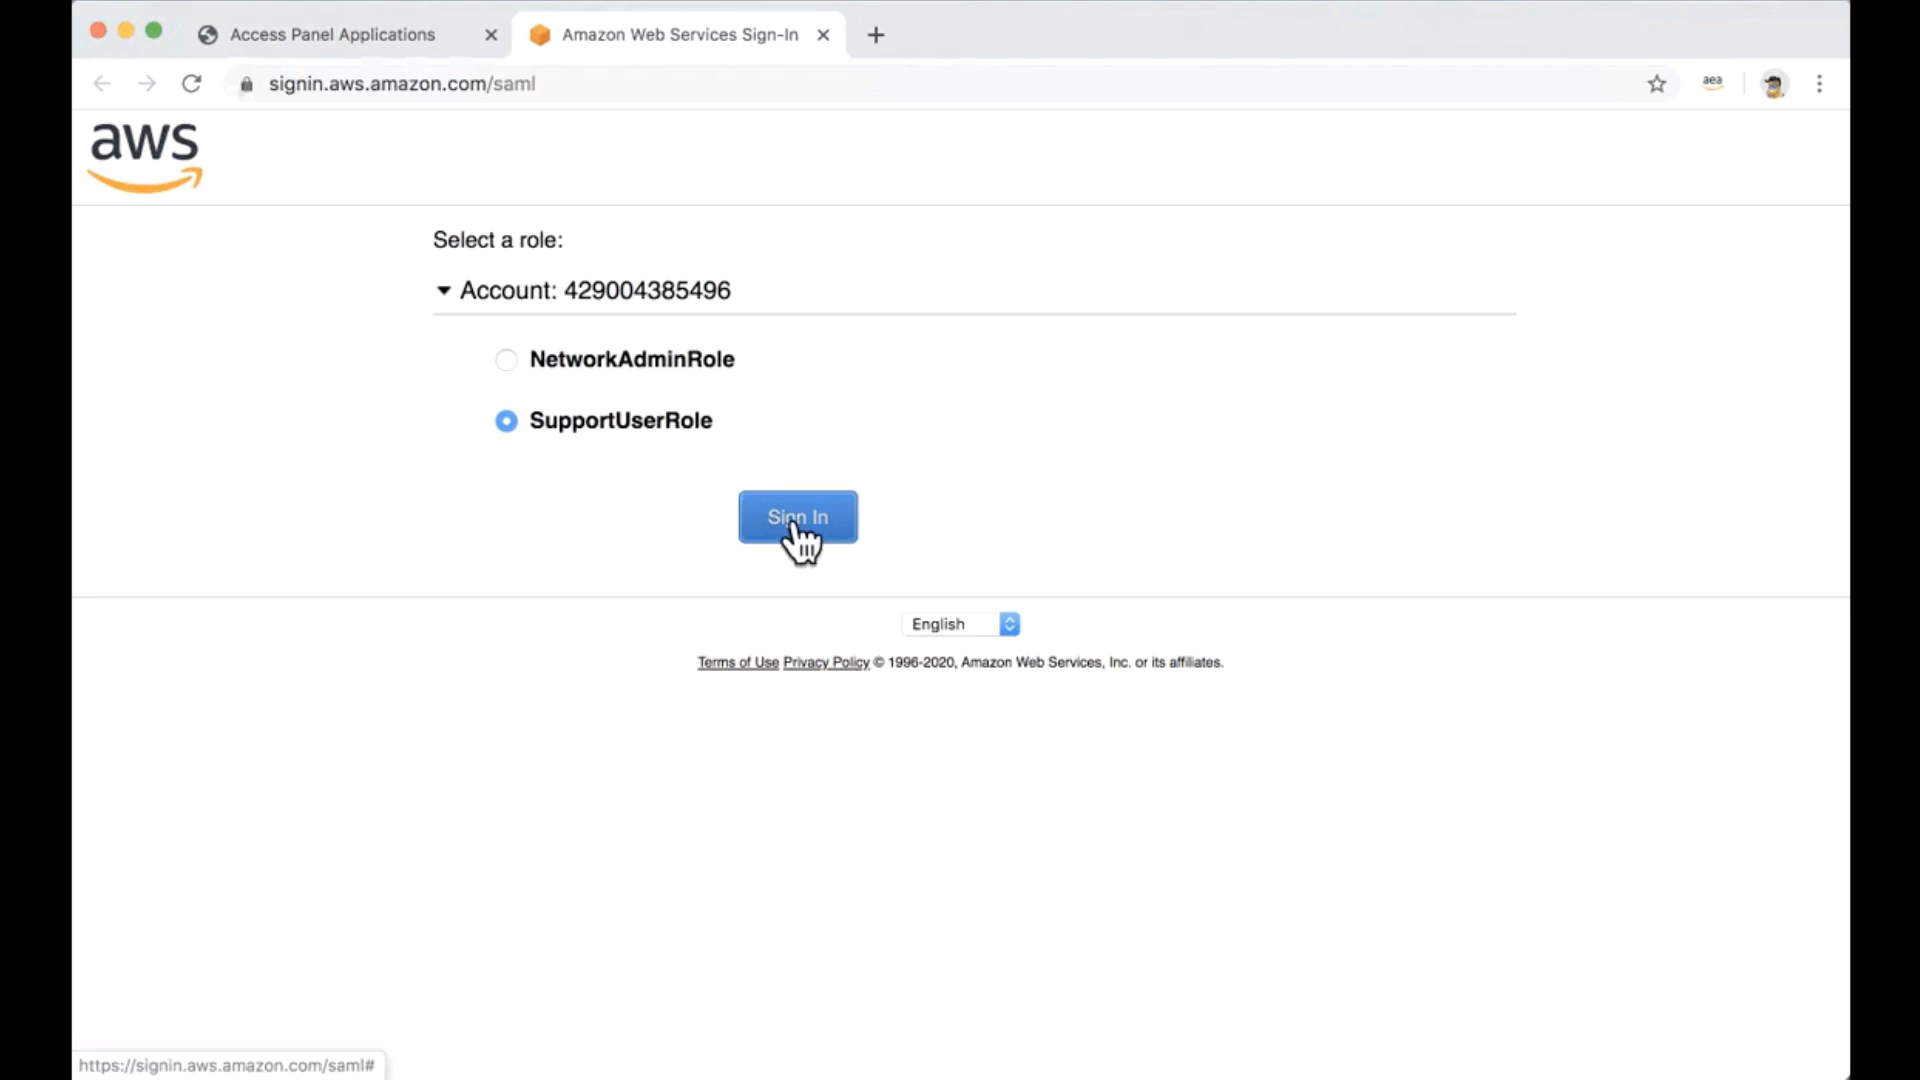 Access Panel Applications
Amazon Web Services Sign-In
signin.aws.amazon.com/saml
aea
aws
Select a role:
Account: 429004385496
NetworkAdminRole
SupportUserRole
Sign In
English
Terms of Use Privacy Policy © 1996-2020, Amazon Web Services, Inc. or its affiliates.
https://signin.aws.amazon.com/saml#